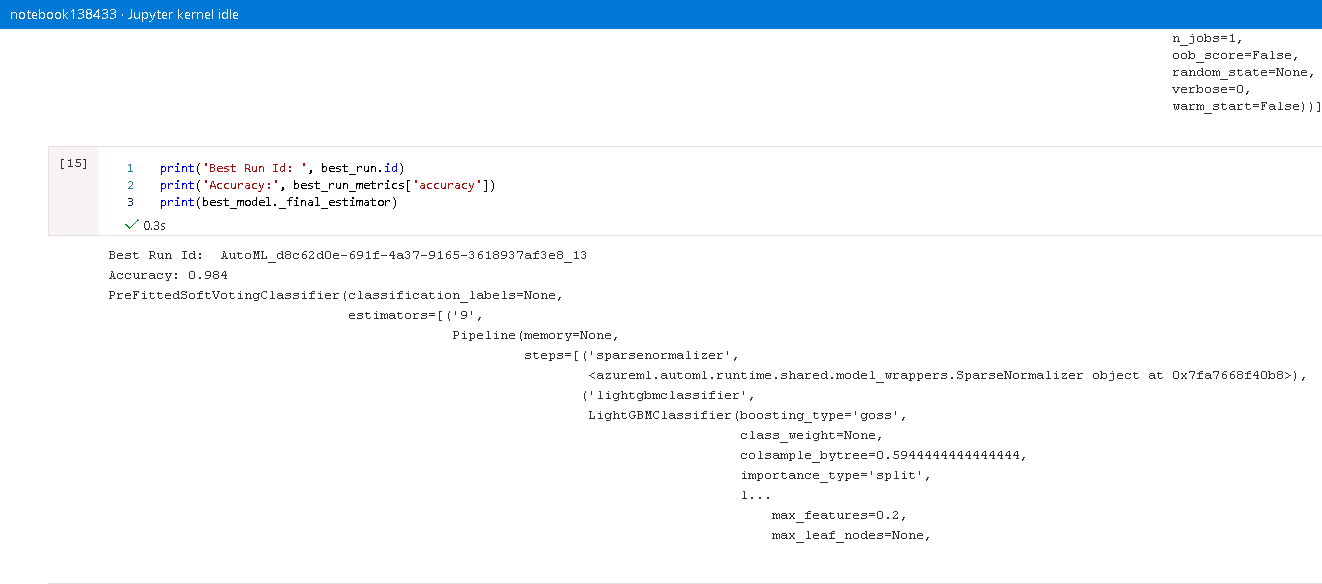 notebook138433 · Jupyter kernel idle
n_jobs=1,
oob_score=False,
random_state=None,
verbose=0,
warm_start=False))]
[15]
1 print('Best Run Id: ', best_run.id)
2 print('Accuracy:', best_run_metrics['accuracy'])
3 print(best_model._final_estimator)
0.3s
Best Run Id:  AutoML_d8c62d0e-691f-4a37-9165-3618937af3e8_13
Accuracy: 0.984
PreFittedSoftVotingClassifier(classification_labels=None,
estimators=[('9',
Pipeline(memory=None,
steps=[('sparsenormalizer',
<azureml.automl.runtime.shared.model_wrappers.SparseNormalizer object at 0x7fa7668f40b8>),
('lightgbmclassifier',
LightGBMClassifier(boosting_type='goss',
class_weight=None,
colsample_bytree=0.5944444444444444,
importance_type='split',
l...
max_features=0.2,
max_leaf_nodes=None,